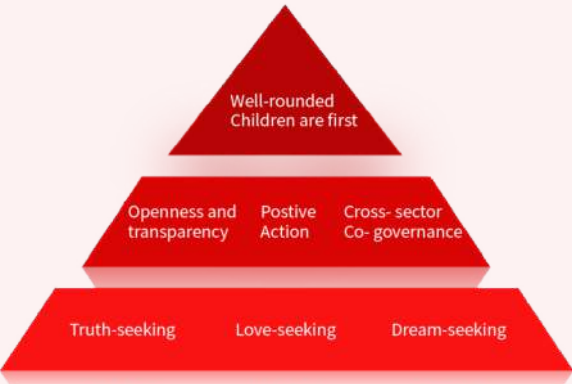 Well-rounded
Children are first
Openness and Postive Cross- sector
transparency Action Co- governance
Truth-seeking Love-seeking Dream-seeking